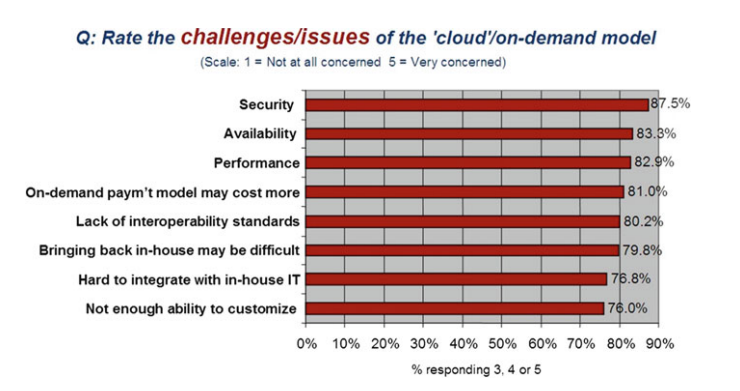 Q: Rate the challenges/issues of the 'cloud'/on-demand model
(Scale: 1 = Not at all concerned 5 = Very concerned)
Security 87.5%
Availability 83.3%
Performance 82.9%
On-demand paym't model may cost more 81.0%
Lack of interoperability standards 80.2%
Bringing back in-house may be difficult 79.8%
Hard to integrate with in-house IT 76.8%
Not enough ability to customize 76.0%
0% 10% 20% 30% 40% 50% 60% 70% 80% 90%
% responding 3, 4 or 5